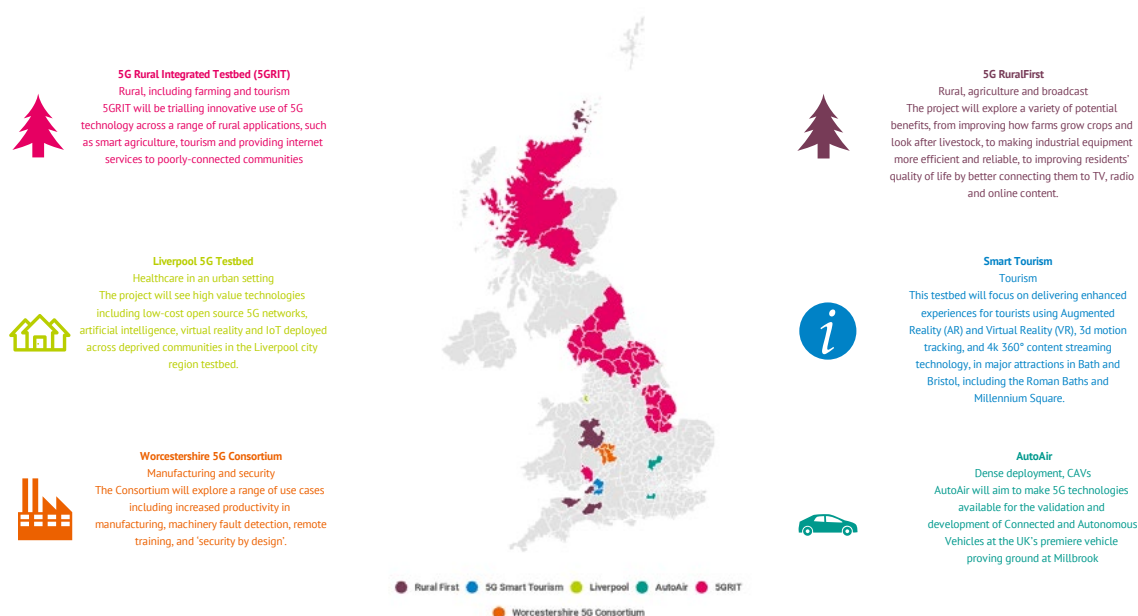 5G Rural Integrated Testbed (5GRIT)
Rural, including farming and tourism
5GRIT will be trialling innovative use of 5G
technology across a range of rural applications, such
as smart agriculture, tourism and providing internet
services to poorly-connected communities
Liverpool 5G Testbed
Healthcare in an urban setting
The project will see high value technologies
including low-cost open source 5G networks,
artificial intelligence, virtual reality and IoT deployed
across deprived communities in the Liverpool city
region testbed.
Worcestershire 5G Consortium
Manufacturing and security
The Consortium will explore a range of use cases
including increased productivity in
manufacturing, machinery fault detection, remote
training, and ‘security by design’.
5G RuralFirst
Rural, agriculture and broadcast
The project will explore a variety of potential
benefits, from improving how farms grow crops and
look after livestock, to making industrial equipment
more efficient and reliable, to improving residents’
quality of life by better connecting them to TV, radio
and online content.
Smart Tourism
Tourism
This testbed will focus on delivering enhanced
experiences for tourists using Augmented
Reality (AR) and Virtual Reality (VR), 3d motion
tracking, and 4k 360° content streaming
technology, in major attractions in Bath and
Bristol, including the Roman Baths and
Millennium Square.
AutoAir
Dense deployment, CAVs
AutoAir will aim to make 5G technologies
available for the validation and
development of Connected and Autonomous
Vehicles at the UK’s premiere vehicle
proving ground at Millbrook
Rural First 5G Smart Tourism Liverpool AutoAir 5GRIT
Worcestershire 5G Consortium